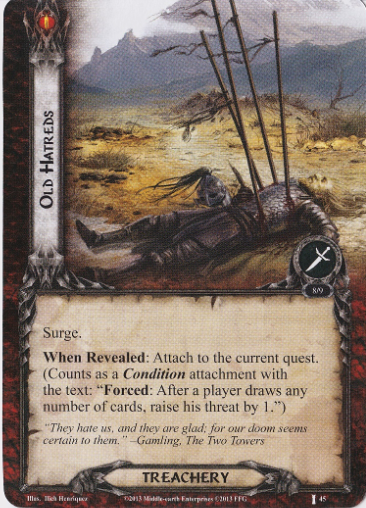 OLD HATREDS
8/9
Surge.
When Revealed: Attach to the current quest.
(Counts as a Condition attachment with
the text: “Forced: After a player draws any
number of cards, raise his threat by 1.”)
“They hate us, and they are glad; for our doom seems
certain to them.” –Gamling, The Two Towers
TREACHERY
Illus. Ilich Henriquez
©2013 Middle-earth Enterprises ©2013 FFG
45